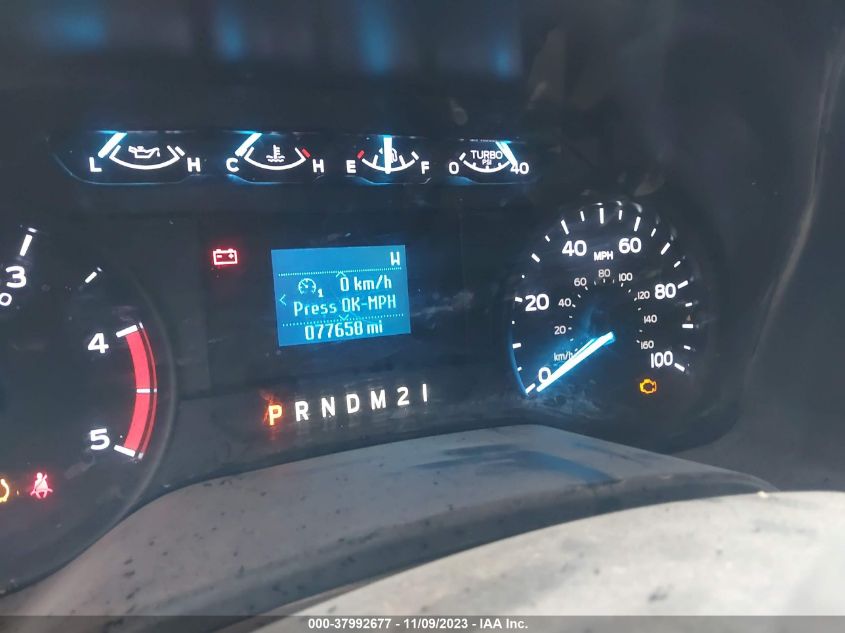 L H C H E F 0 TURBO PSI 40
W
0 km/h
Press OK-MPH
077658 mi
3
4
5
P R N D M 2 1
0 20 40 60 80 100
MPH
20 40 60 80 100 120 140 160
km/h
000-37992677 - 11/09/2023 - IAA Inc.